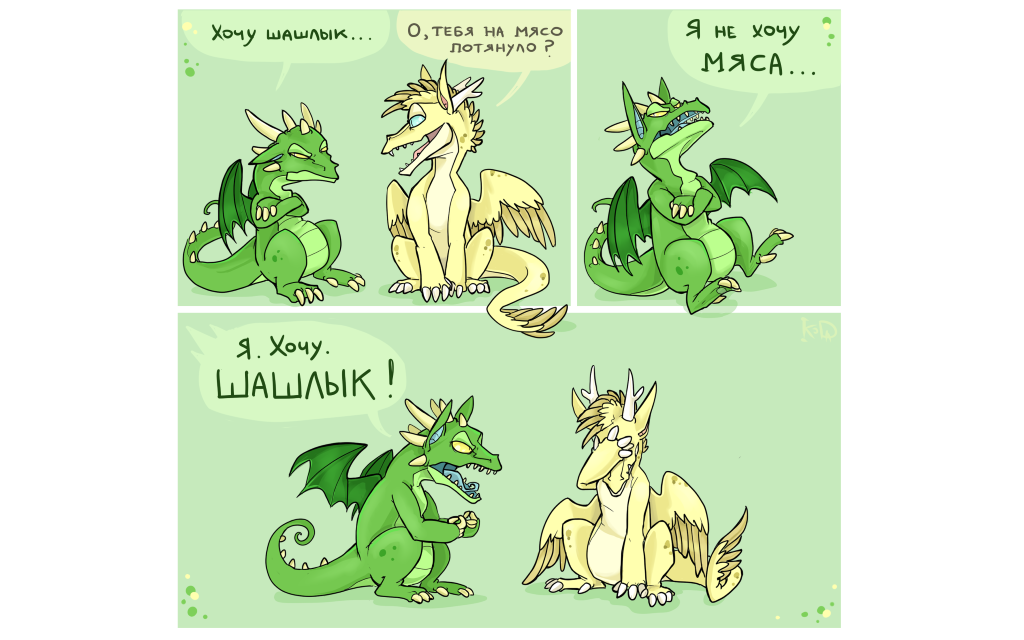 Хочу шашлык...
О, тебя на мясо
потянуло?
Я не хочу
мяса...
Я. Хочу.
ШАШЛЫК!